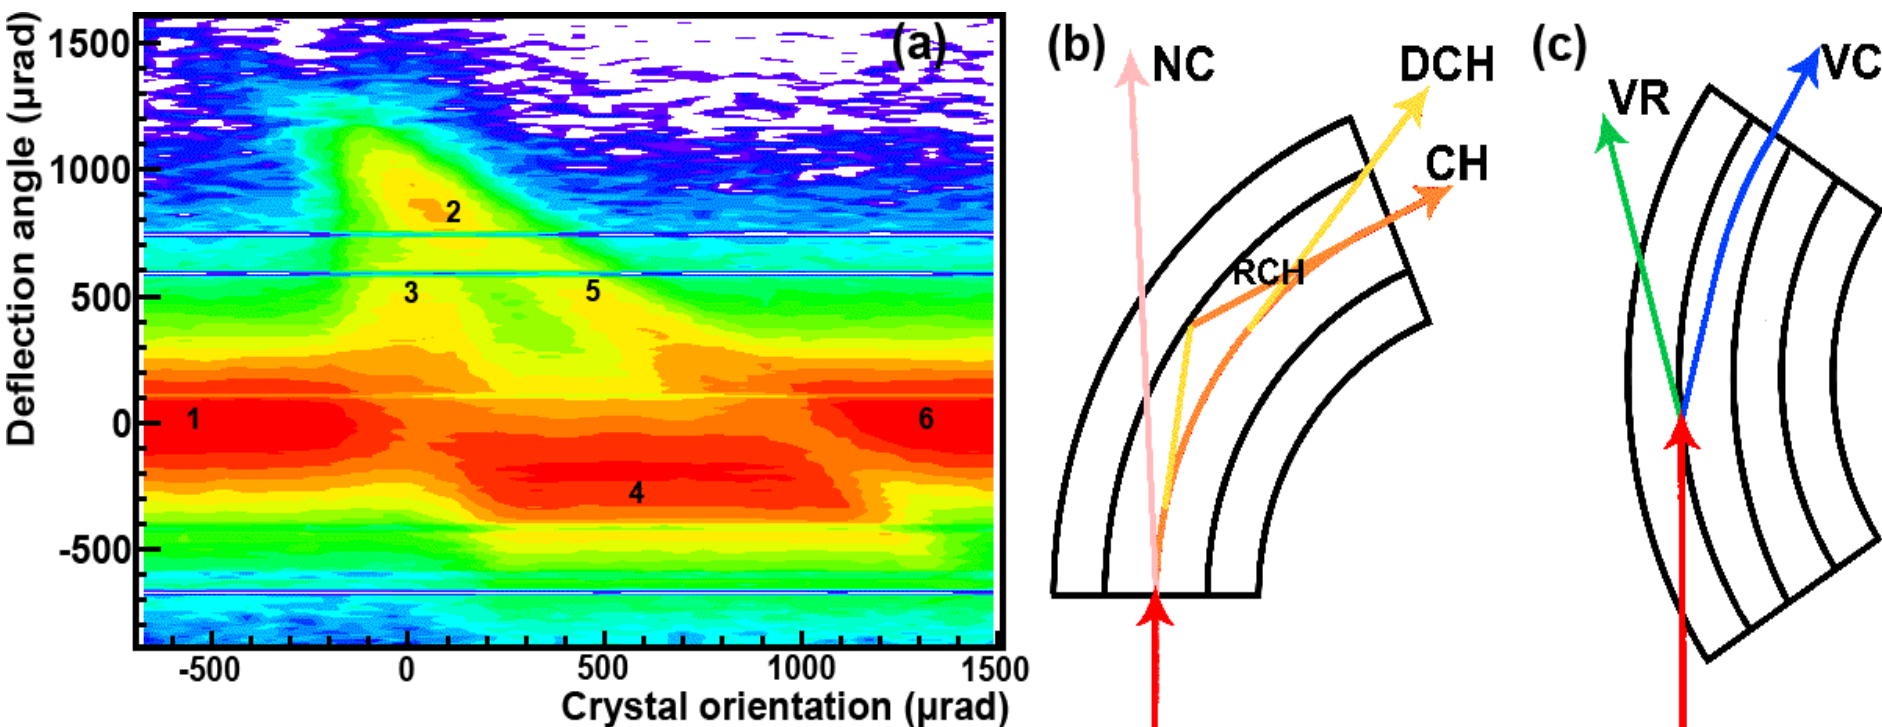 (a)
1500
1000
500
0
-500
Deflection angle (μrad)
1
2
3
4
5
6
-500
0
500
1000
1500
Crystal orientation (μrad)
(b)
NC
DCH
CH
RCH
(c)
VR
VC